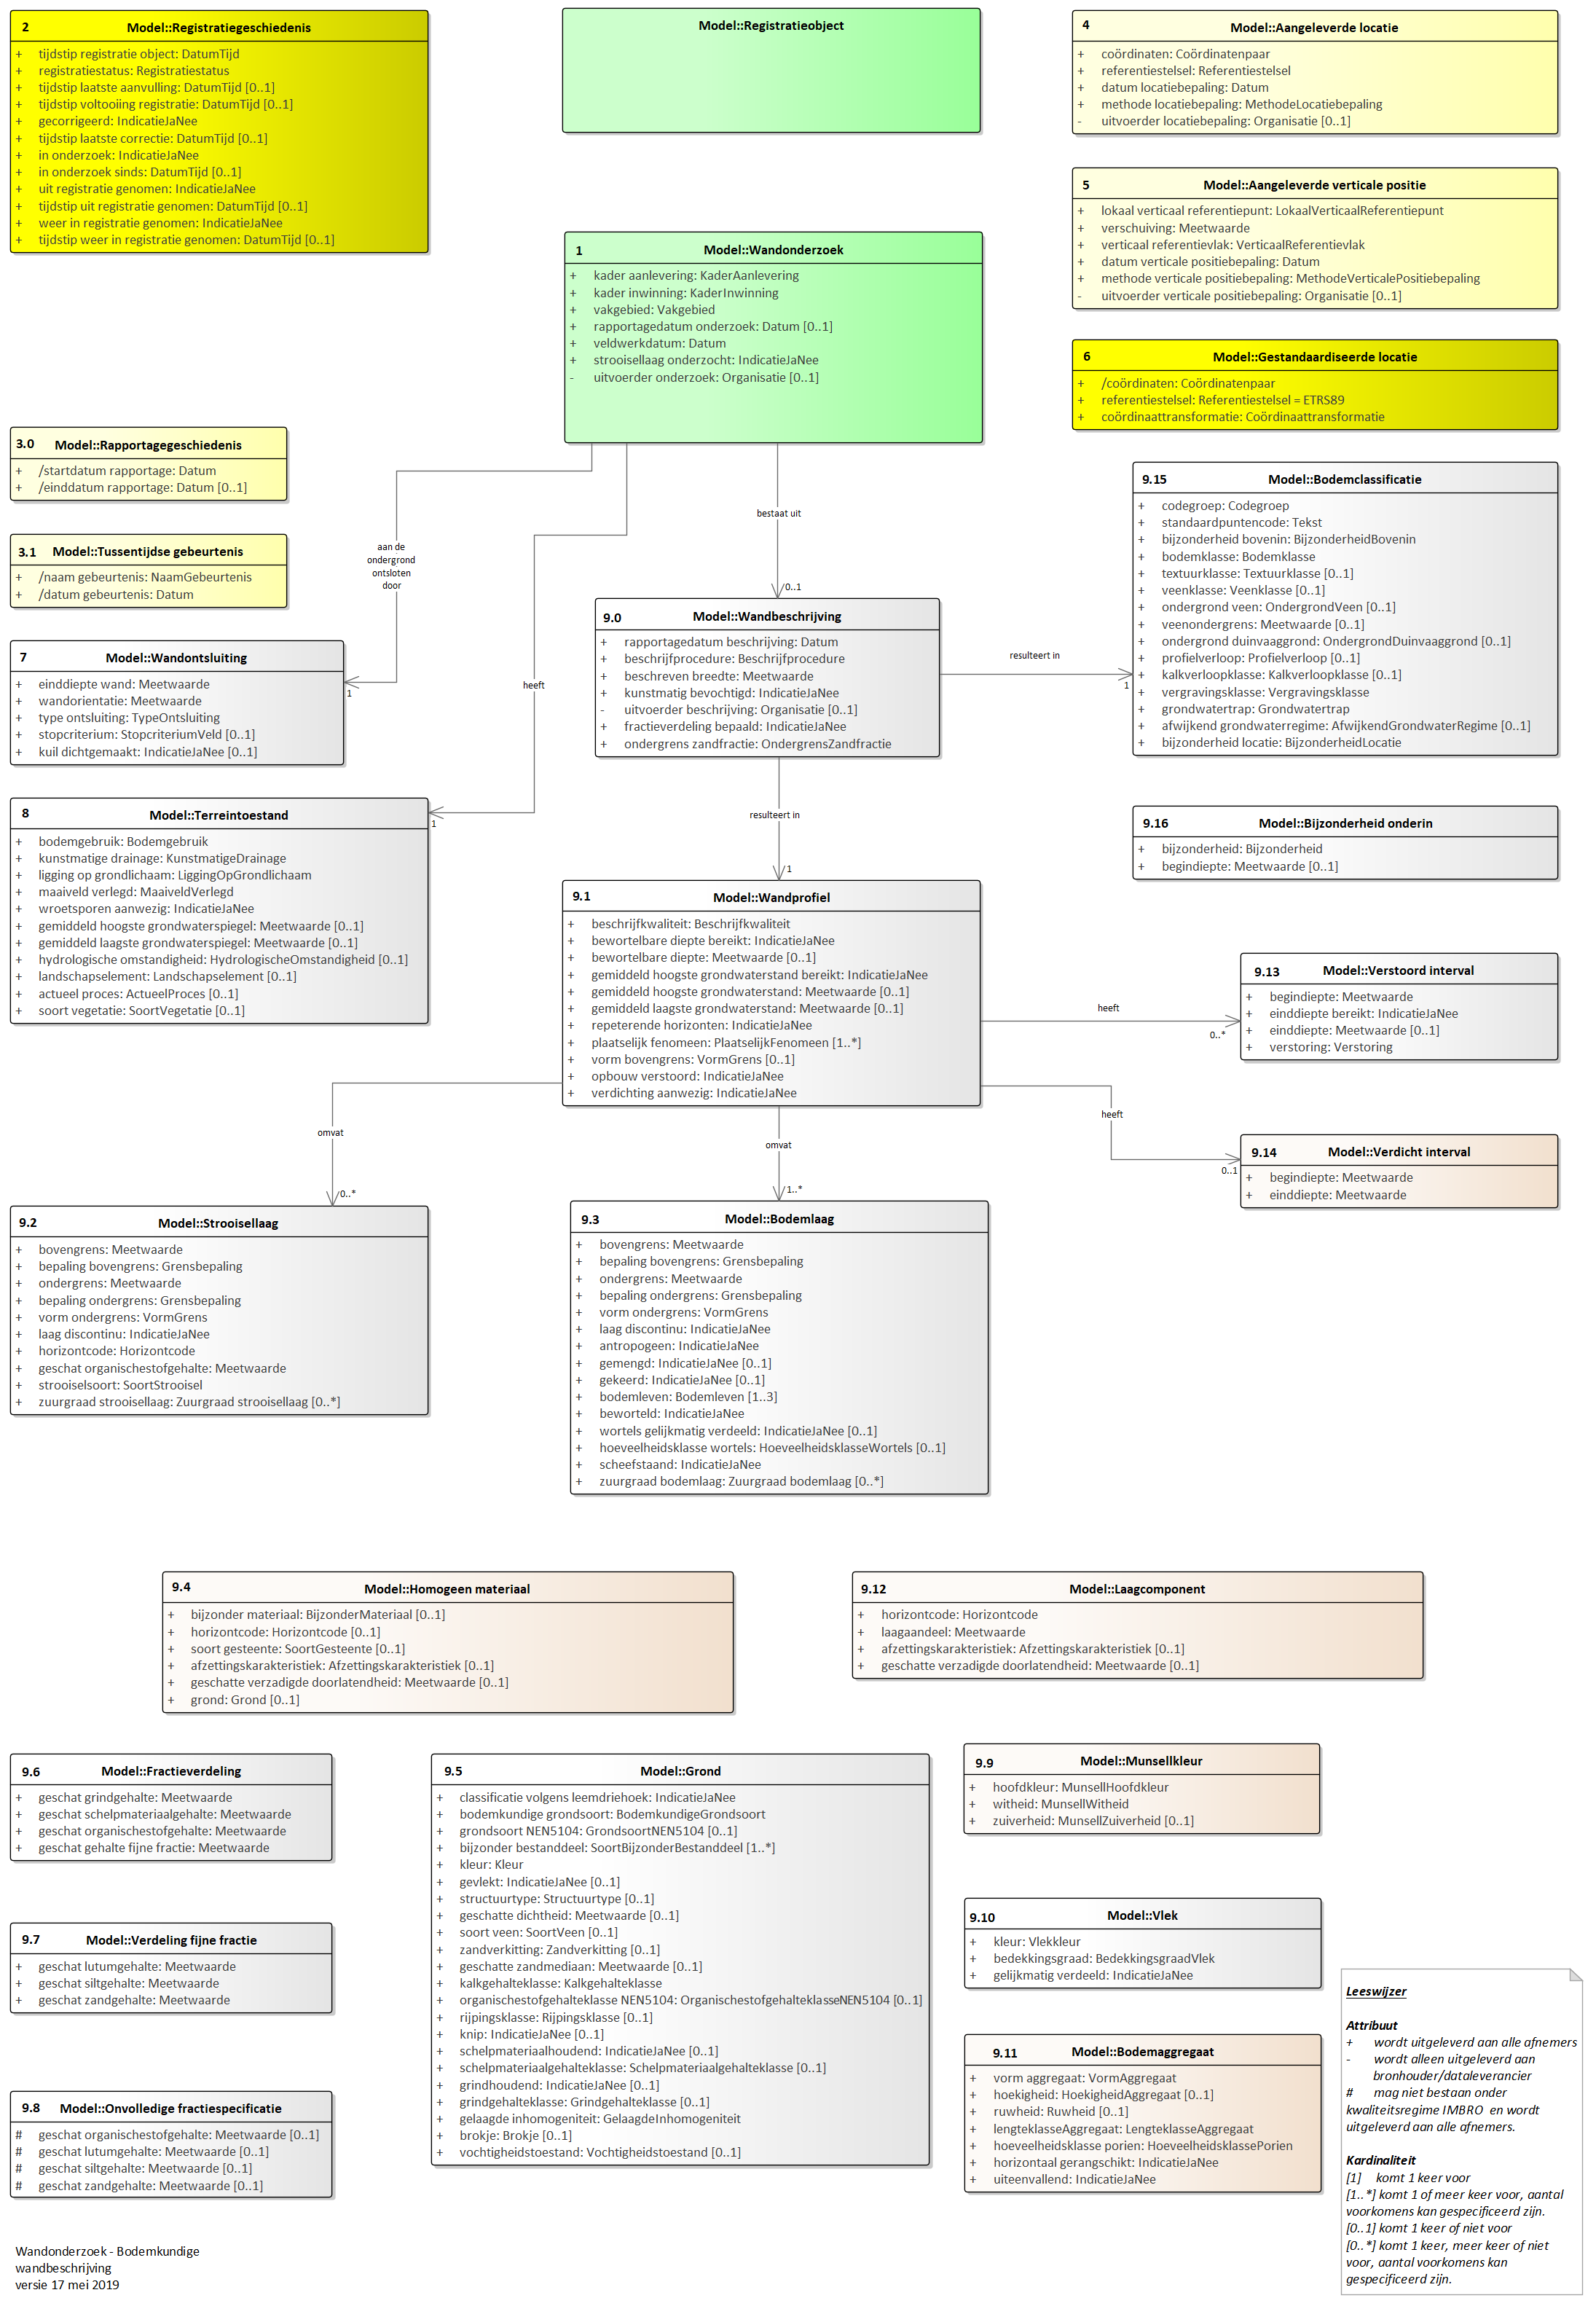 2 Model::Registratiegeschiedenis
+ tijdstip registratie object: DatumTijd
+ registratiestatus: Registratiestatus
+ tijdstip laatste aanvulling: DatumTijd [0..1]
+ tijdstip voltooiing registratie: DatumTijd [0..1]
+ gecorrigeerd: IndicatieJaNee
+ tijdstip laatste correctie: DatumTijd [0..1]
+ in onderzoek: IndicatieJaNee
+ in onderzoek sinds: DatumTijd [0..1]
+ uit registratie genomen: IndicatieJaNee
+ tijdstip uit registratie genomen: DatumTijd [0..1]
+ weer in registratie genomen: IndicatieJaNee
+ tijdstip weer in registratie genomen: DatumTijd [0..1]
Model::Registratieobject
4 Model::Aangeleverde locatie
+ coördinaten: Coördinatenpaar
+ referentiestelsel: Referentiestelsel
+ datum locatiebepaling: Datum
+ methode locatiebepaling: MethodeLocatiebepaling
- uitvoerder locatiebepaling: Organisatie [0..1]
5 Model::Aangeleverde verticale positie
+ lokaal verticaal referentiepunt: LokaalVerticaalReferentiepunt
+ verschuiving: Meetwaarde
+ verticaal referentievlak: VerticaalReferentievlak
+ datum verticale positiebepaling: Datum
+ methode verticale positiebepaling: MethodeVerticalePositiebepaling
- uitvoerder verticale positiebepaling: Organisatie [0..1]
1 Model::Wandonderzoek
+ kader aanlevering: KaderAanlevering
+ kader inwinning: KaderInwinning
+ vakgebied: Vakgebied
+ rapportagedatum onderzoek: Datum [0..1]
+ veldwerkdatum: Datum
+ strooisellaag onderzocht: IndicatieJaNee
- uitvoerder onderzoek: Organisatie [0..1]
6 Model::Gestandaardiseerde locatie
+ /coördinaten: Coördinatenpaar
+ referentiestelsel: Referentiestelsel = ETRS89
+ coördinaattransformatie: Coördinaattransformatie
3.0 Model::Rapportagegeschiedenis
+ /startdatum rapportage: Datum
+ /einddatum rapportage: Datum [0..1]
3.1 Model::Tussentijdse gebeurtenis
+ /naam gebeurtenis: NaamGebeurtenis
+ /datum gebeurtenis: Datum
aan de
ondergrond
ontsloten
door
1
bestaat uit
0..1
heeft
1
9.15 Model::Bodemclassificatie
+ codegroep: Codegroep
+ standaardpuntencode: Tekst
+ bijzonderheid bovenin: BijzonderheidBovenin
+ bodemklasse: Bodemklasse
+ textuurklasse: Textuurklasse [0..1]
+ veenklasse: Veenklasse [0..1]
+ ondergrond veen: OndergrondVeen [0..1]
+ veenondergrens: Meetwaarde [0..1]
+ ondergrond duinvaaggrond: OndergrondDuinvaaggrond [0..1]
+ profielverloop: Profielverloop [0..1]
+ kalkverloopklasse: Kalkverloopklasse [0..1]
+ vergravingsklasse: Vergravingsklasse
+ grondwatertrap: Grondwatertrap
+ afwijkend grondwaterregime: AfwijkendGrondwaterRegime [0..1]
+ bijzonderheid locatie: BijzonderheidLocatie
7 Model::Wandontsluiting
+ einddiepte wand: Meetwaarde
+ wandorientatie: Meetwaarde
+ type ontsluiting: TypeOntsluiting
+ stopcriterium: StopcriteriumVeld [0..1]
+ kuil dichtgemaakt: IndicatieJaNee [0..1]
9.0 Model::Wandbeschrijving
+ rapportagedatum beschrijving: Datum
+ beschrijfprocedure: Beschrijfprocedure
+ beschreven breedte: Meetwaarde
+ kunstmatig bevochtigd: IndicatieJaNee
- uitvoerder beschrijving: Organisatie [0..1]
+ fractieverdeling bepaald: IndicatieJaNee
+ ondergrens zandfractie: OndergrensZandfractie
resulteert in
1
8 Model::Terreintoestand
+ bodemgebruik: Bodemgebruik
+ kunstmatige drainage: KunstmatigeDrainage
+ ligging op grondlichaam: LiggingOpGrondlichaam
+ maaiveld verlegd: MaaiveldVerlegd
+ wroetsporen aanwezig: IndicatieJaNee
+ gemiddeld hoogste grondwaterspiegel: Meetwaarde [0..1]
+ gemiddeld laagste grondwaterspiegel: Meetwaarde [0..1]
+ hydrologische omstandigheid: HydrologischeOmstandigheid [0..1]
+ landschapselement: Landschapselement [0..1]
+ actueel proces: ActueelProces [0..1]
+ soort vegetatie: SoortVegetatie [0..1]
resulteert in
1
9.16 Model::Bijzonderheid onderin
+ bijzonderheid: Bijzonderheid
+ begindiepte: Meetwaarde [0..1]
9.1 Model::Wandprofiel
+ beschrijfkwaliteit: Beschrijfkwaliteit
+ bewortelbare diepte bereikt: IndicatieJaNee
+ bewortelbare diepte: Meetwaarde [0..1]
+ gemiddeld hoogste grondwaterstand bereikt: IndicatieJaNee
+ gemiddeld hoogste grondwaterstand: Meetwaarde [0..1]
+ gemiddeld laagste grondwaterstand: Meetwaarde [0..1]
+ repeterende horizonten: IndicatieJaNee
+ plaatselijk fenomeen: PlaatselijkFenomeen [1..*]
+ vorm bovengrens: VormGrens [0..1]
+ opbouw verstoord: IndicatieJaNee
+ verdichting aanwezig: IndicatieJaNee
heeft
0..*
9.13 Model::Verstoord interval
+ begindiepte: Meetwaarde
+ einddiepte bereikt: IndicatieJaNee
+ einddiepte: Meetwaarde [0..1]
+ verstoring: Verstoring
heeft
0..1
9.14 Model::Verdicht interval
+ begindiepte: Meetwaarde
+ einddiepte: Meetwaarde
omvat
0..*
omvat
1..*
9.2 Model::Strooisellaag
+ bovengrens: Meetwaarde
+ bepaling bovengrens: Grensbepaling
+ ondergrens: Meetwaarde
+ bepaling ondergrens: Grensbepaling
+ vorm ondergrens: VormGrens
+ laag discontinu: IndicatieJaNee
+ horizontcode: Horizontcode
+ geschat organischestofgehalte: Meetwaarde
+ strooiselsoort: SoortStrooisel
+ zuurgraad strooisellaag: Zuurgraad strooisellaag [0..*]
9.3 Model::Bodemlaag
+ bovengrens: Meetwaarde
+ bepaling bovengrens: Grensbepaling
+ ondergrens: Meetwaarde
+ bepaling ondergrens: Grensbepaling
+ vorm ondergrens: VormGrens
+ laag discontinu: IndicatieJaNee
+ antropogeen: IndicatieJaNee
+ gemengd: IndicatieJaNee [0..1]
+ gekeerd: IndicatieJaNee [0..1]
+ bodemleven: Bodemleven [1..3]
+ beworteld: IndicatieJaNee
+ wortels gelijkmatig verdeeld: IndicatieJaNee [0..1]
+ hoeveelheidsklasse wortels: HoeveelheidsklasseWortels [0..1]
+ scheefstaand: IndicatieJaNee
+ zuurgraad bodemlaag: Zuurgraad bodemlaag [0..*]
9.4 Model::Homogeen materiaal
+ bijzonder materiaal: BijzonderMateriaal [0..1]
+ horizontcode: Horizontcode [0..1]
+ soort gesteente: SoortGesteente [0..1]
+ afzettingskarakteristiek: Afzettingskarakteristiek [0..1]
+ geschatte verzadigde doorlatendheid: Meetwaarde [0..1]
+ grond: Grond [0..1]
9.12 Model::Laagcomponent
+ horizontcode: Horizontcode
+ laagaandeel: Meetwaarde
+ afzettingskarakteristiek: Afzettingskarakteristiek [0..1]
+ geschatte verzadigde doorlatendheid: Meetwaarde [0..1]
9.6 Model::Fractieverdeling
+ geschat grindgehalte: Meetwaarde
+ geschat schelpmateriaalgehalte: Meetwaarde
+ geschat organischestofgehalte: Meetwaarde
+ geschat gehalte fijne fractie: Meetwaarde
9.7 Model::Verdeling fijne fractie
+ geschat lutumgehalte: Meetwaarde
+ geschat siltgehalte: Meetwaarde
+ geschat zandgehalte: Meetwaarde
9.8 Model::Onvolledige fractiespecificatie
# geschat organischestofgehalte: Meetwaarde [0..1]
# geschat lutumgehalte: Meetwaarde [0..1]
# geschat siltgehalte: Meetwaarde [0..1]
# geschat zandgehalte: Meetwaarde [0..1]
9.5 Model::Grond
+ classificatie volgens leemdriehoek: IndicatieJaNee
+ bodemkundige grondsoort: BodemkundigeGrondsoort
+ grondsoort NEN5104: GrondsoortNEN5104 [0..1]
+ bijzonder bestanddeel: SoortBijzonderBestanddeel [1..*]
+ kleur: Kleur
+ gevlekt: IndicatieJaNee [0..1]
+ structuurtype: Structuurtype [0..1]
+ geschatte dichtheid: Meetwaarde [0..1]
+ soort veen: SoortVeen [0..1]
+ zandverkitting: Zandverkitting [0..1]
+ geschatte zandmediaan: Meetwaarde [0..1]
+ kalkgehalteklasse: Kalkgehalteklasse
+ organischestofgehalteklasse NEN5104: OrganischestofgehalteklasseNEN5104 [0..1]
+ rijpingsklasse: Rijpingsklasse [0..1]
+ knip: IndicatieJaNee [0..1]
+ schelpmateriaalhoudend: IndicatieJaNee [0..1]
+ schelpmateriaalgehalteklasse: Schelpmateriaalgehalteklasse [0..1]
+ grindhoudend: IndicatieJaNee [0..1]
+ grindgehalteklasse: Grindgehalteklasse [0..1]
+ gelaagde inhomogeniteit: GelaagdeInhomogeniteit
+ brokje: Brokje [0..1]
+ vochtigheidstoestand: Vochtigheidstoestand [0..1]
9.9 Model::Munsellkleur
+ hoofdkleur: MunsellHoofdkleur
+ witheid: MunsellWitheid
+ zuiverheid: MunsellZuiverheid [0..1]
9.10 Model::Vlek
+ kleur: Vlekkleur
+ bedekkingsgraad: BedekkingsgraadVlek
+ gelijkmatig verdeeld: IndicatieJaNee
9.11 Model::Bodemaggregaat
+ vorm aggregaat: VormAggregaat
+ hoekigheid: HoekigheidAggregaat [0..1]
+ ruwheid: Ruwheid [0..1]
+ lengteklasseAggregaat: LengteklasseAggregaat
+ hoeveelheidsklasse porien: HoeveelheidsklassePorien
+ horizontaal gerangschikt: IndicatieJaNee
+ uiteenvallend: IndicatieJaNee
Leeswijzer
Attribuut
+ wordt uitgeleverd aan alle afnemers
- wordt alleen uitgeleverd aan
bronhouder/dataleverancier
# mag niet bestaan onder
kwaliteitsregime IMBRO en wordt
uitgeleverd aan alle afnemers.
Kardinaliteit
[1] komt 1 keer voor
[1..*] komt 1 of meer keer voor, aantal
voorkomens kan gespecificeerd zijn.
[0..1] komt 1 keer of niet voor
[0..*] komt 1 keer, meer keer of niet
voor, aantal voorkomens kan
gespecificeerd zijn.
Wandonderzoek - Bodemkundige
wandbeschrijving
versie 17 mei 2019